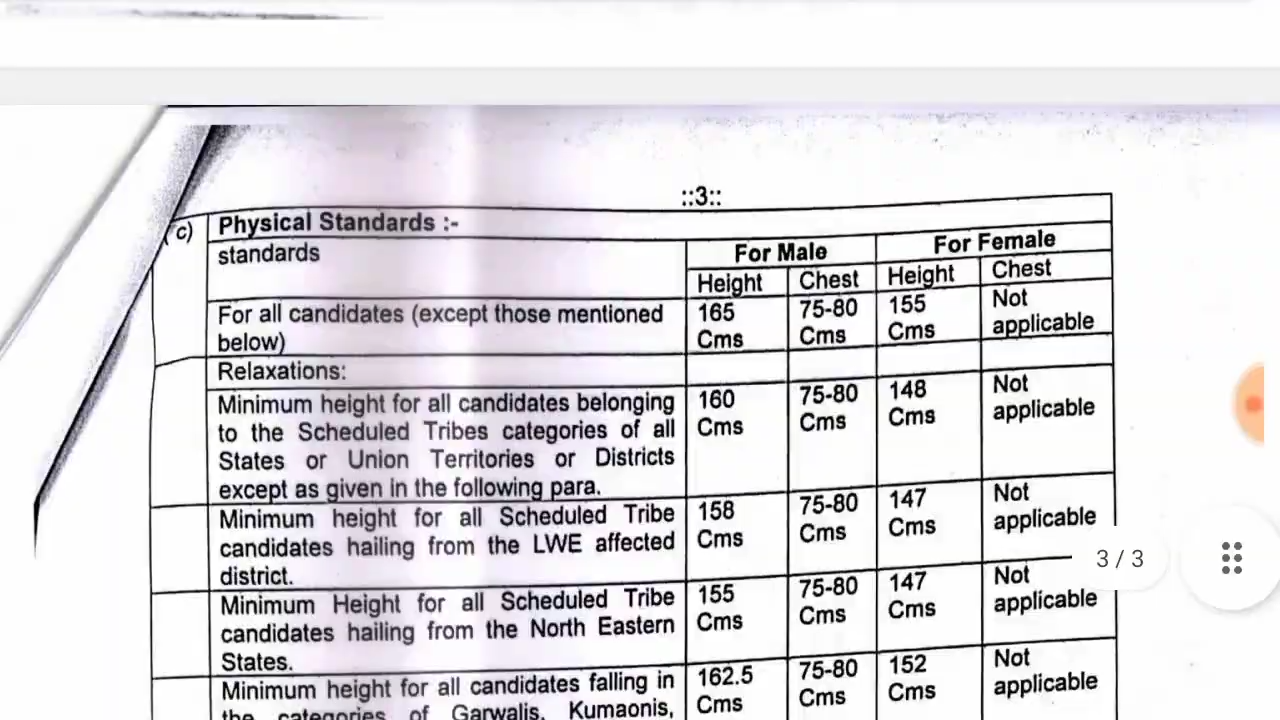 ::3::
c)
Physical Standards :-
standards
For Male
For Female
Height
Chest
Height
Chest
For all candidates (except those mentioned
below)
165
Cms
75-80
Cms
155
Cms
Not
applicable
Relaxations:
Minimum height for all candidates belonging
to the Scheduled Tribes categories of all
States or Union Territories or Districts
except as given in the following para.
160
Cms
75-80
Cms
148
Cms
Not
applicable
Minimum height for all Scheduled Tribe
candidates hailing from the LWE affected
district.
158
Cms
75-80
Cms
147
Cms
Not
applicable
3 / 3
Minimum Height for all Scheduled Tribe
candidates hailing from the North Eastern
States.
155
Cms
75-80
Cms
147
Cms
Not
applicable
Minimum height for all candidates falling in
the categories of Garwalis, Kumaonis,
162.5
Cms
75-80
Cms
152
Cms
Not
applicable